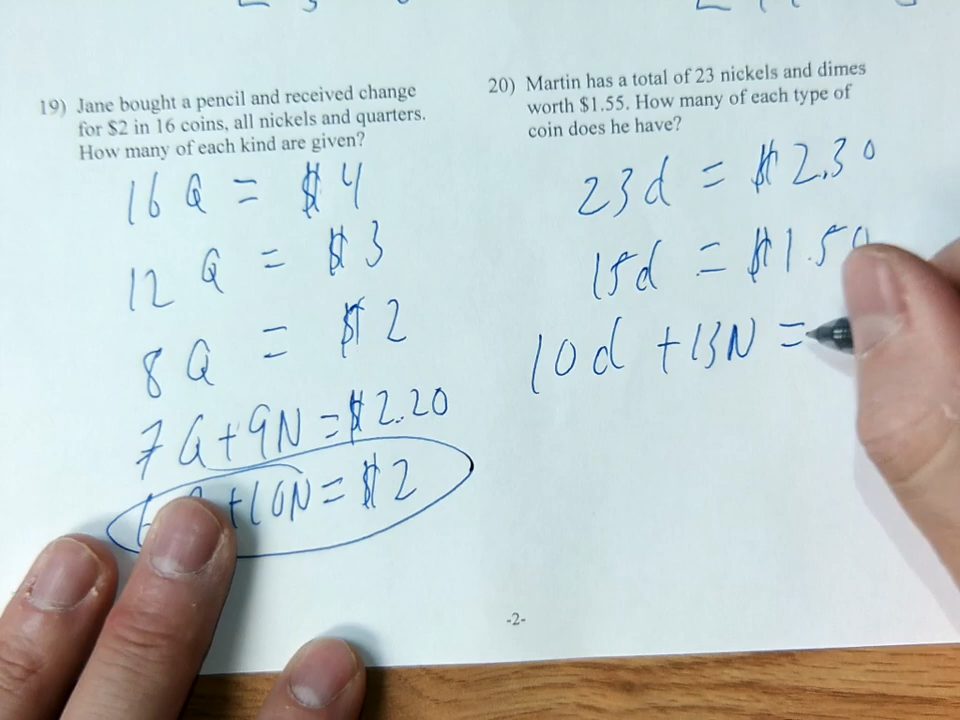 19) Jane bought a pencil and received change
for $2 in 16 coins, all nickels and quarters.
How many of each kind are given?
16 Q = $4
12 Q = $3
8 Q = $2
7 Q + 9N = $2.20
+ 10N = $2
20) Martin has a total of 23 nickels and dimes
worth $1.55. How many of each type of
coin does he have?
23d = $2.30
15d = $1.50
10d + 13N =
-2-